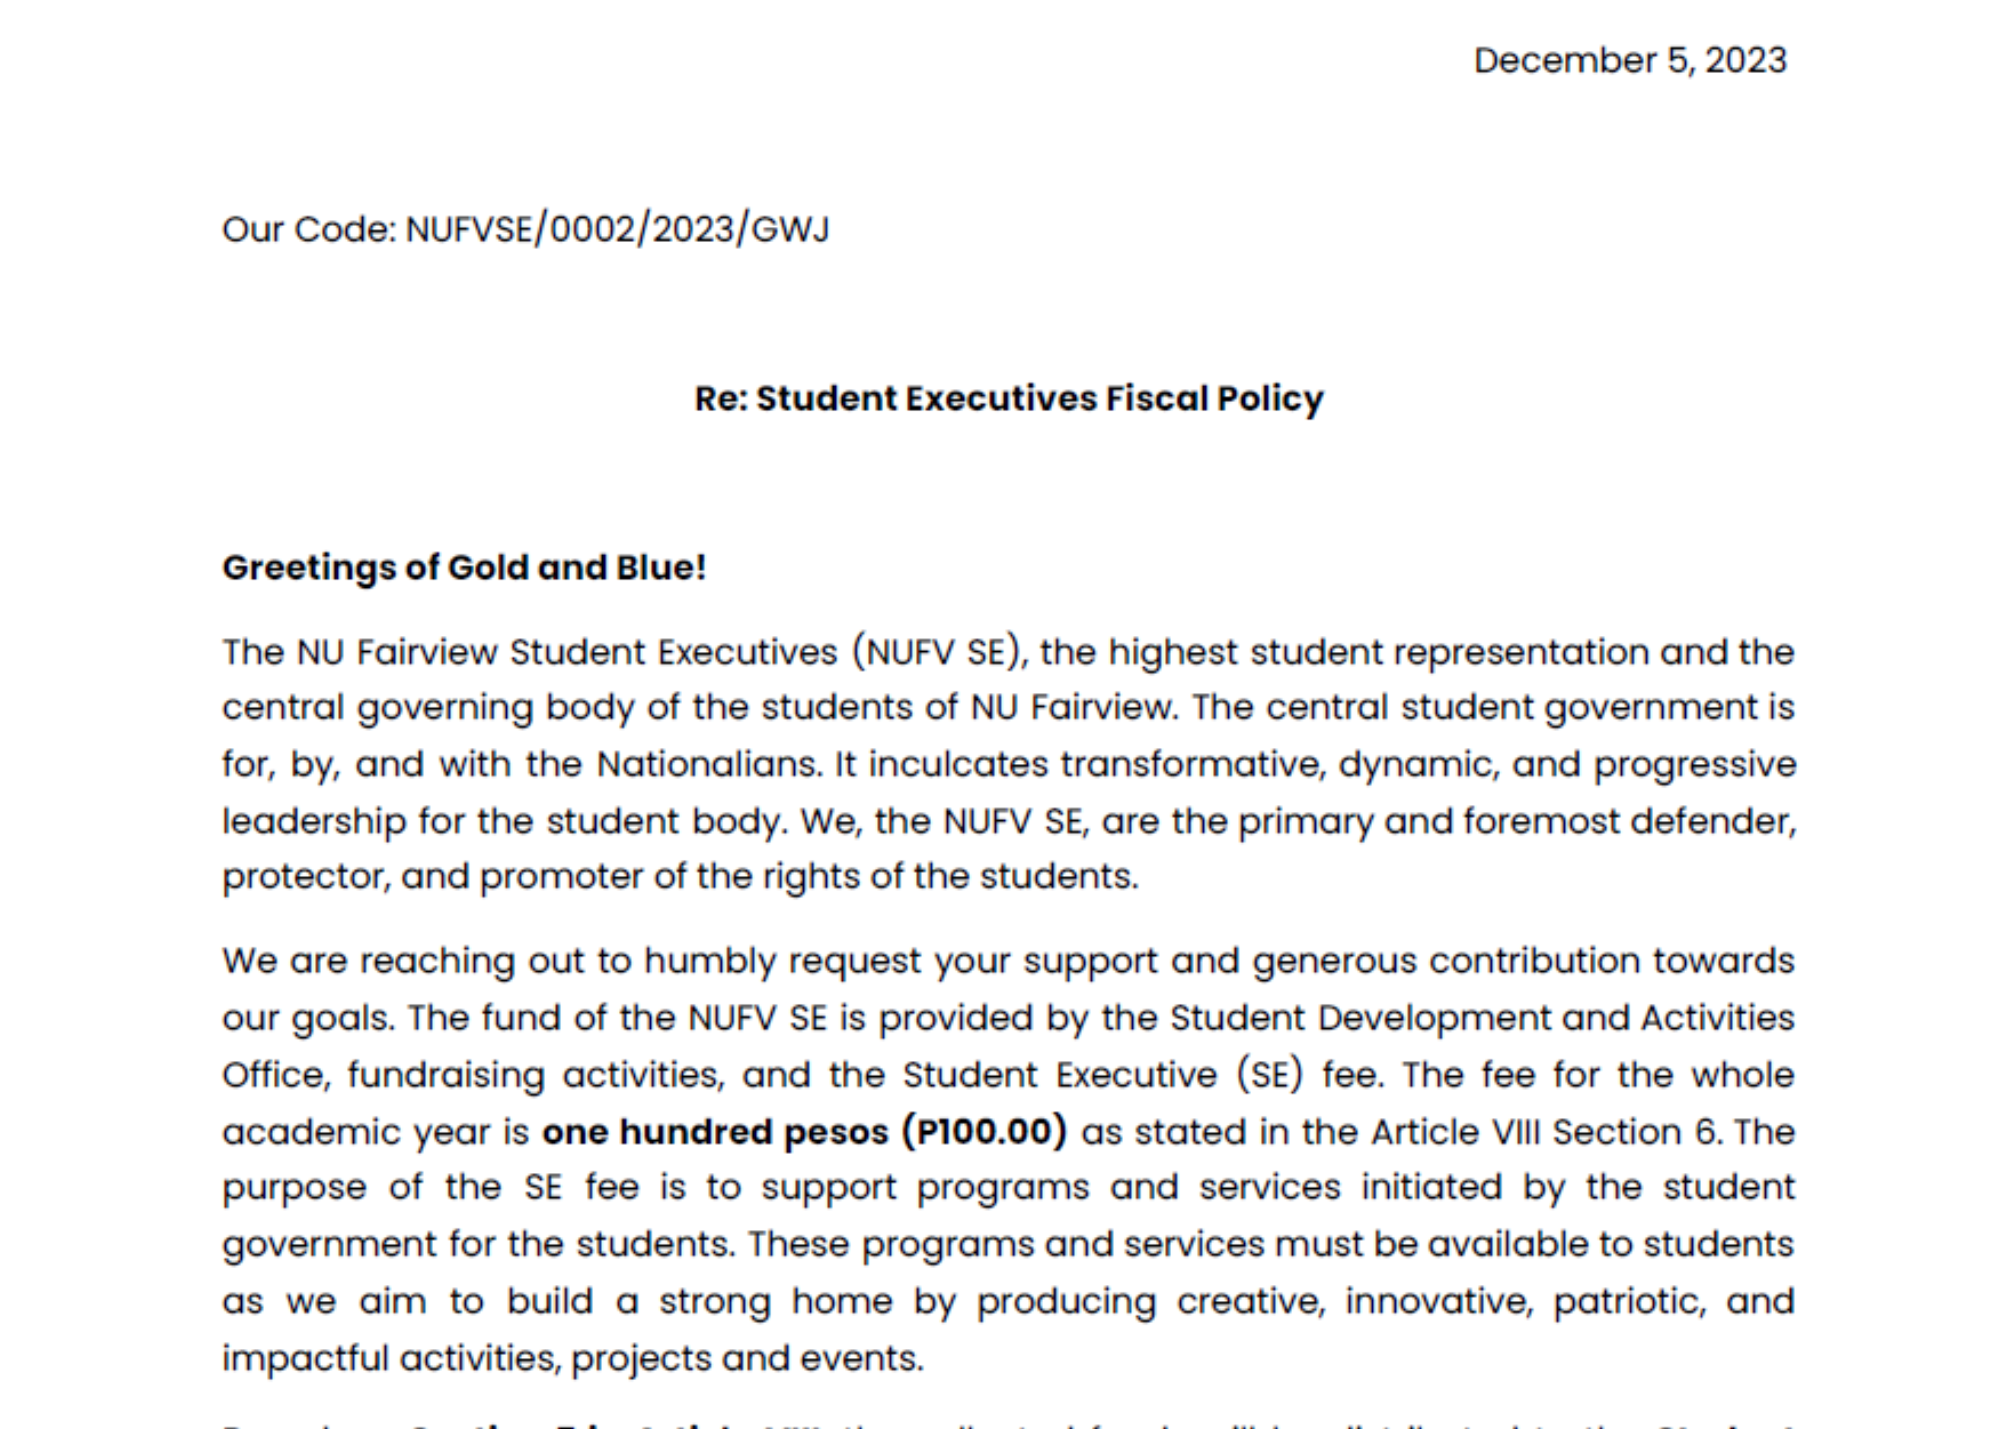 December 5, 2023
Our Code: NUFVSE/0002/2023/GWJ
Re: Student Executives Fiscal Policy
Greetings of Gold and Blue!
The NU Fairview Student Executives (NUFV SE), the highest student representation and the
central governing body of the students of NU Fairview. The central student government is
for, by, and with the Nationalians. It inculcates transformative, dynamic, and progressive
leadership for the student body. We, the NUFV SE, are the primary and foremost defender,
protector, and promoter of the rights of the students.
We are reaching out to humbly request your support and generous contribution towards
our goals. The fund of the NUFV SE is provided by the Student Development and Activities
Office, fundraising activities, and the Student Executive (SE) fee. The fee for the whole
academic year is one hundred pesos (P100.00) as stated in the Article VIII Section 6. The
purpose of the SE fee is to support programs and services initiated by the student
government for the students. These programs and services must be available to students
as we aim to build a strong home by producing creative, innovative, patriotic, and
impactful activities, projects and events.